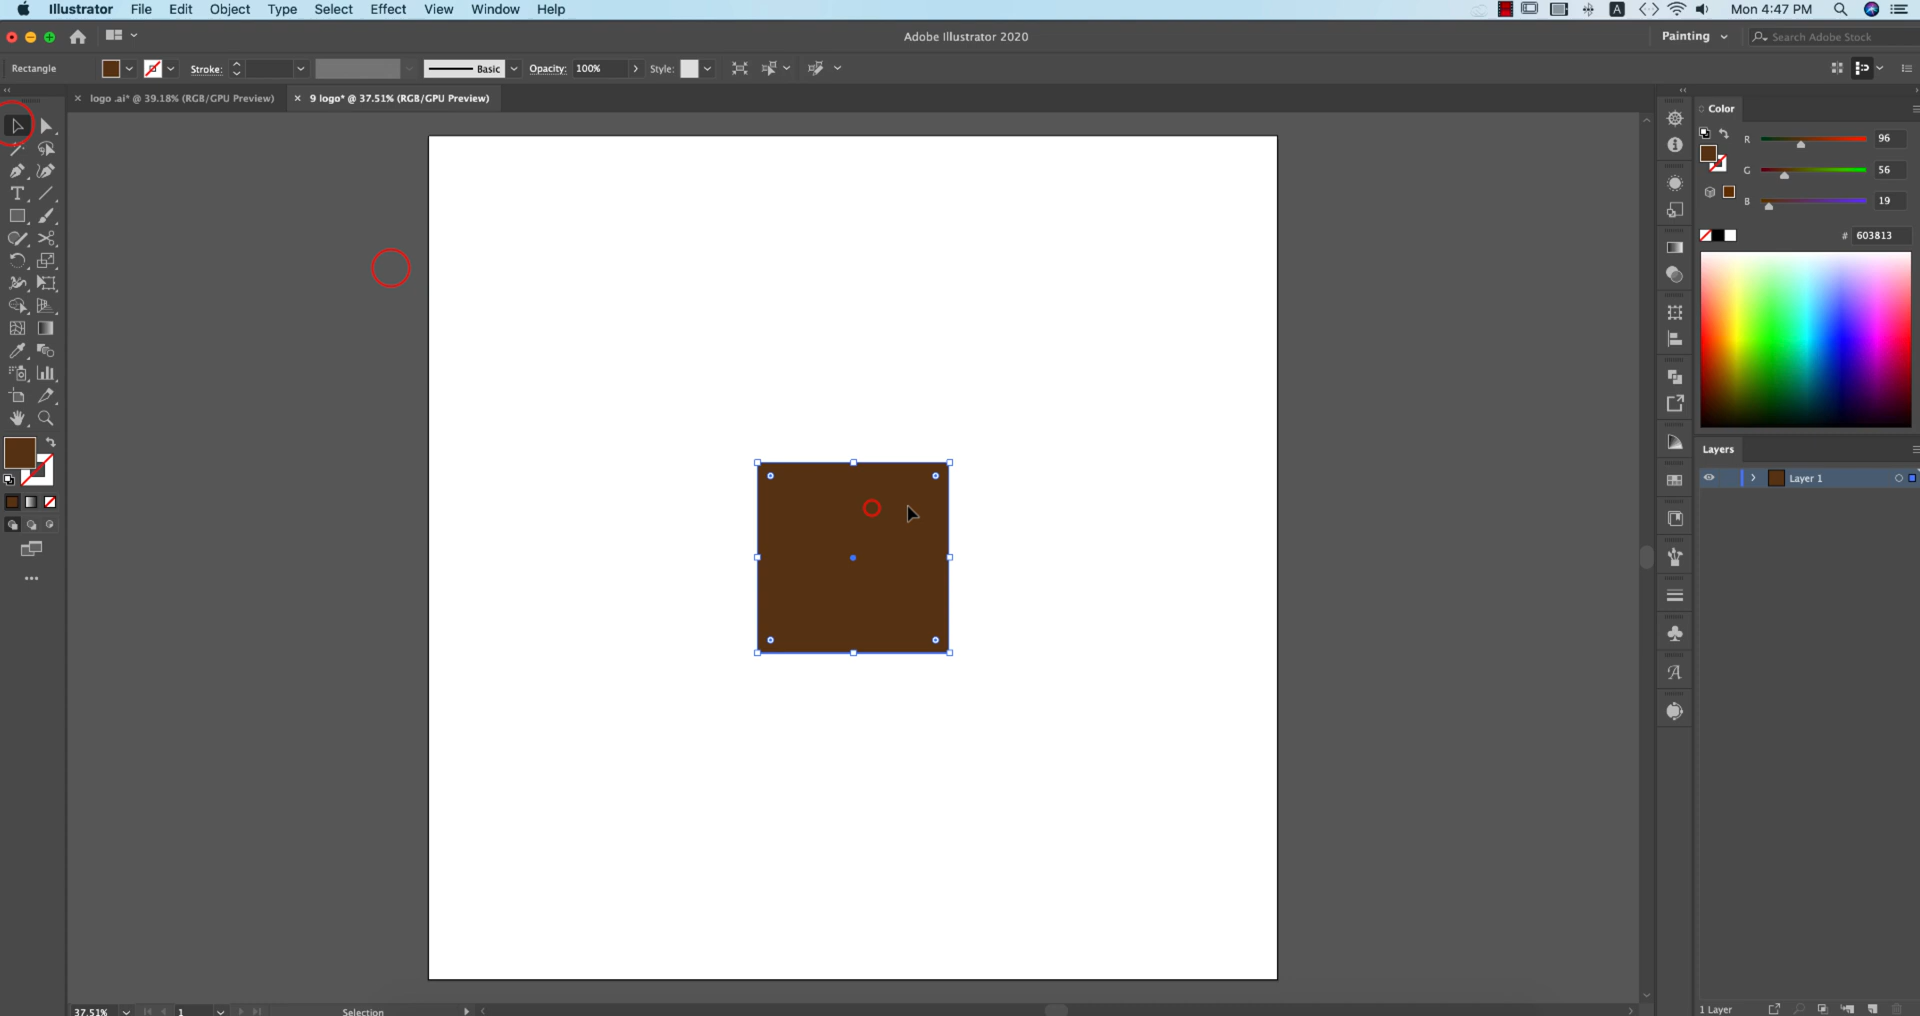 Illustrator File Edit Object Type Select Effect View Window Help
A Mon 4:47 PM
Adobe Illustrator 2020
Painting Search Adobe Stock
Rectangle Stroke: Basic Opacity: 100% Style:
logo .ai* @ 39.18% (RGB/GPU Preview) 9 logo* @ 37.51% (RGB/GPU Preview)
Color
R 96
G 56
B 19
# 603813
Layers
Layer 1
37.51% 1 Selection
1 Layer